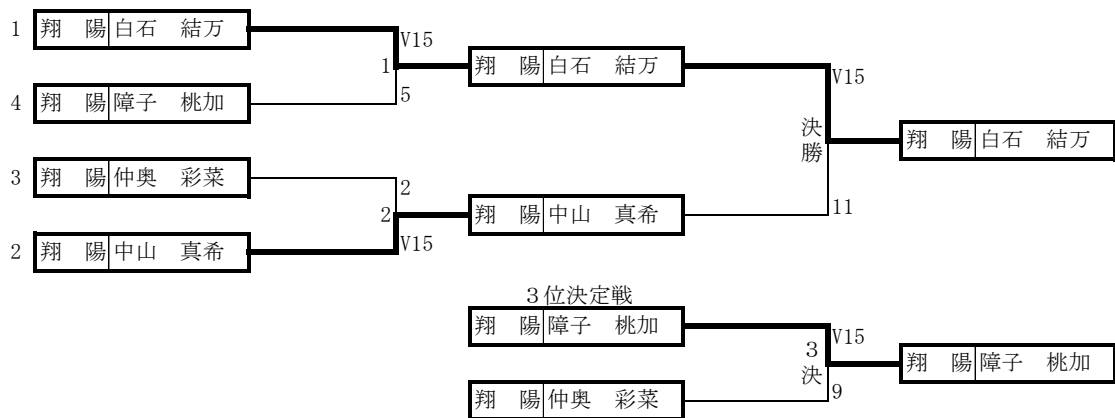 1 翔 陽 白石 結万
V15
1
5
4 翔 陽 障子 桃加
3 翔 陽 仲奥 彩菜
2
2
V15
2 翔 陽 中山 真希
翔 陽 白石 結万
V15
決勝
11
翔 陽 中山 真希
翔 陽 白石 結万
3位決定戦
翔 陽 障子 桃加
V15
3決
9
翔 陽 仲奥 彩菜
翔 陽 障子 桃加